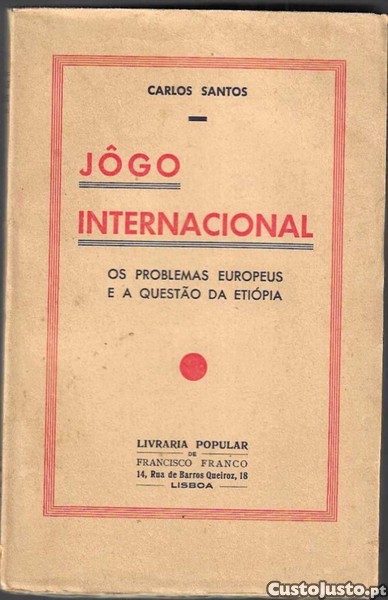 CARLOS SANTOS
JÔGO
INTERNACIONAL
OS PROBLEMAS EUROPEUS
E A QUESTÃO DA ETIÓPIA
LIVRARIA POPULAR
DE
FRANCISCO FRANCO
14, Rua de Barros Queiroz, 18
LISBOA
CustoJusto.pt